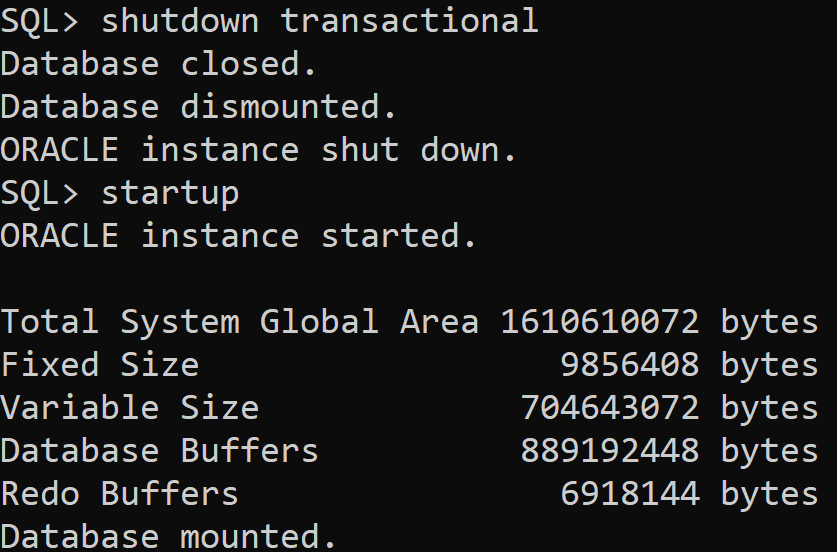 SQL> shutdown transactional
Database closed.
Database dismounted.
ORACLE instance shut down.
SQL> startup
ORACLE instance started.
Total System Global Area 1610610072 bytes
Fixed Size 9856408 bytes
Variable Size 704643072 bytes
Database Buffers 889192448 bytes
Redo Buffers 6918144 bytes
Database mounted.